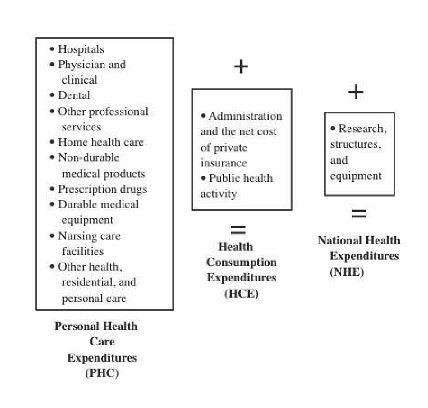 • Hospitals
• Physician and
clinical
• Dental
• Other professional
services
• Home health care
• Non-durable
medical products
• Prescription drugs
• Durable medical
equipment
• Nursing care
facilities
• Other health,
residential, and
personal care
Personal Health
Care
Expenditures
(PHC)
+
• Administration
and the net cost
of private
insurance
• Public health
activity
=
Health
Consumption
Expenditures
(HCE)
+
• Research,
structures,
and
equipment
=
National Health
Expenditures
(NHE)